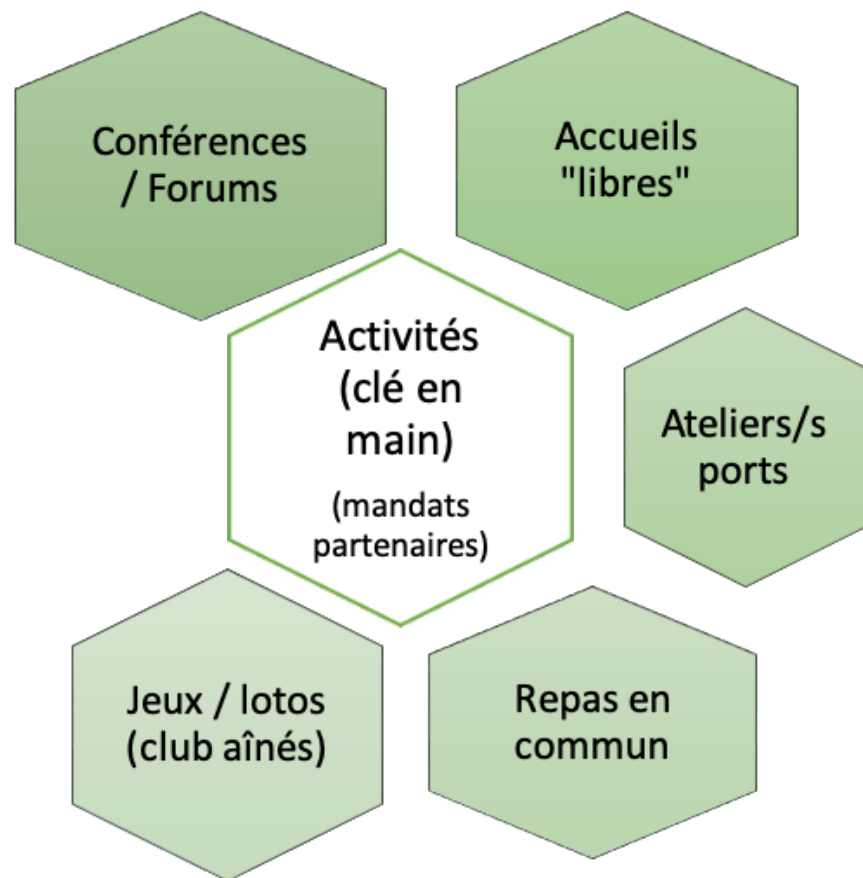 Conférences
/ Forums
Accueils
"libres"
Activités
(clé en
main)
(mandats
partenaires)
Ateliers/s
ports
Jeux / lotos
(club aînés)
Repas en
commun